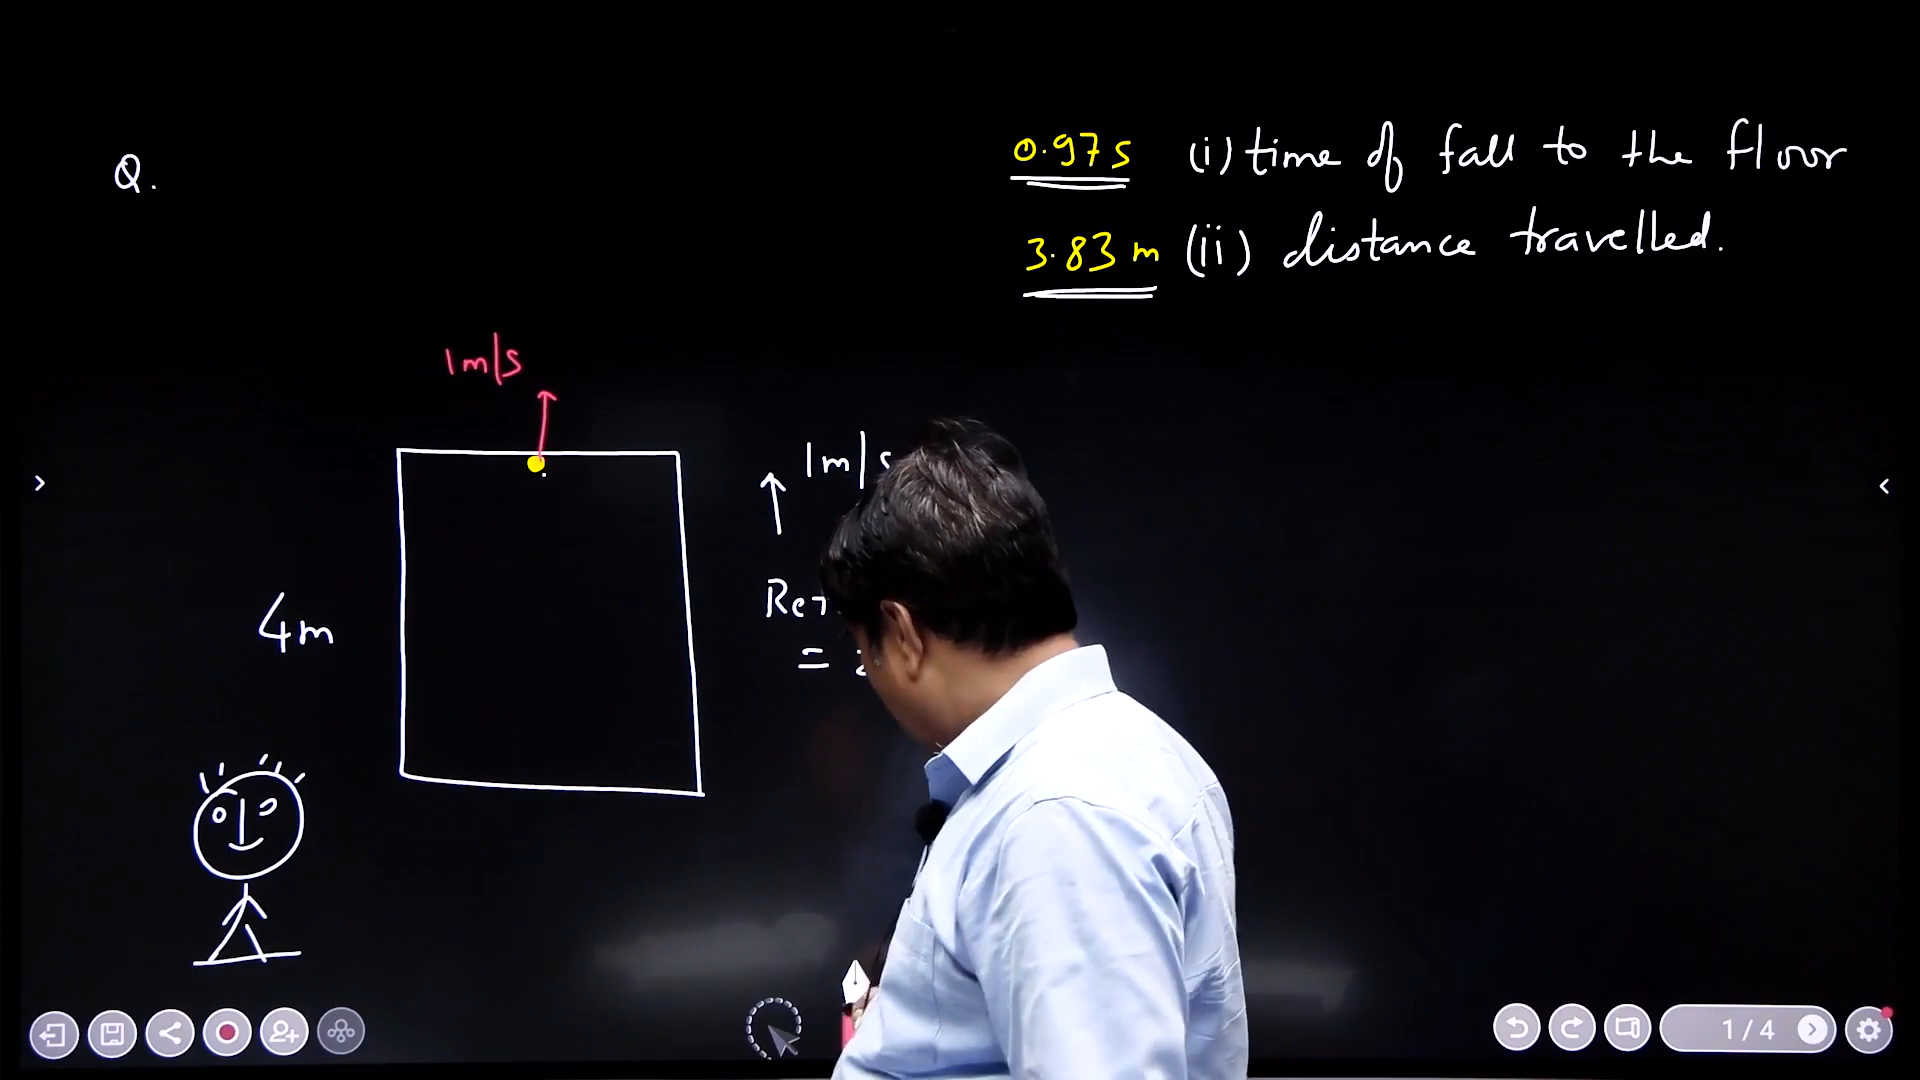 Q.
0.97 s (i) time of fall to the floor
3.83 m (ii) distance travelled.
1m/s
1m/s
4m
=
1 / 4